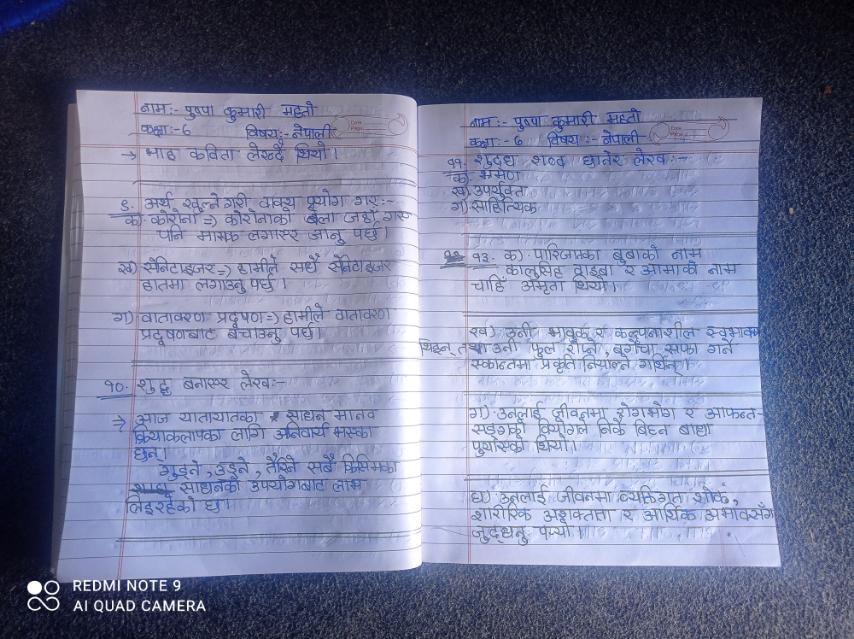 नाम:- पुष्पा कुमारी महतो
कक्षा:-6 विषय:- नेपाली
→ भाइ कविता लेख्दै थियो।
९. अर्थ खुल्ने गरी वाक्य प्रयोग गर:-
क) कोरोना => कोरोनाको बेला जहाँ गए
पनि मास्क लगाएर जानु पर्छ।
ख) सेनिटाइजर => हामीले सधैँ सेनिटाइजर
हातमा लगाउनु पर्छ।
ग) वातावरण प्रदूषण => हामीले वातावरण
प्रदूषणबाट बचाउनु पर्छ।
१०. शुद्ध बनाएर लेख:-
→ आज यातायातका साधन मानव
क्रियाकलापका लागि अनिवार्य भएका
छन्।
गुड्ने, उड्ने, तैरिने सबै किसिमका
साधनको उपयोगबाट लाभ
लिइरहेको छ।
नाम:- पुष्पा कुमारी महतो
कक्षा:- 6 विषय:- नेपाली
११. शुद्ध शब्द छानेर लेख:-
क) भ्रमण
ख) उपर्युक्त
ग) साहित्यिक
१३. क) पारिजातका बुबाको नाम
कालुसिंह वाइबा र आमाको नाम
चाहिँ अमृता थियो।
ख) उनी भावुक र कल्पनाशील स्वभावका
थिइन् तथा उनी फूल रोप्ने, बगैँचा सफा गर्ने
एकान्तमा प्रकृति नियाल्ने गर्थिन्।
ग) उनलाई जीवनमा रोगभोग र आफन्त-
सङ्गको वियोगले निकै बिहन बाह्या
पुर्याएको थियो।
घ) उनलाई जीवनमा व्यक्तिगत शोक,
शारीरिक अशक्तता र आर्थिक अभावसँग
जुद्धनु पर्‍यो।
REDMI NOTE 9
AI QUAD CAMERA